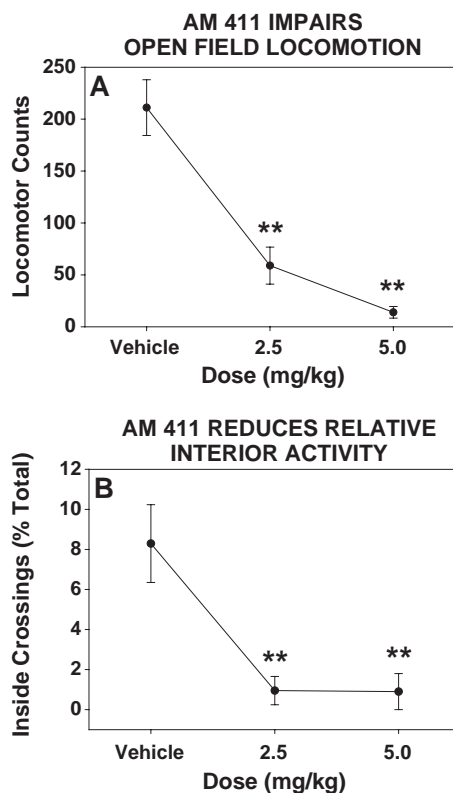 AM 411 IMPAIRS
OPEN FIELD LOCOMOTION
A
Locomotor Counts
250
200
150
100
50
0
**
**
Vehicle 2.5 5.0
Dose (mg/kg)
AM 411 REDUCES RELATIVE
INTERIOR ACTIVITY
B
Inside Crossings (% Total)
12
10
8
6
4
2
0
**
**
Vehicle 2.5 5.0
Dose (mg/kg)